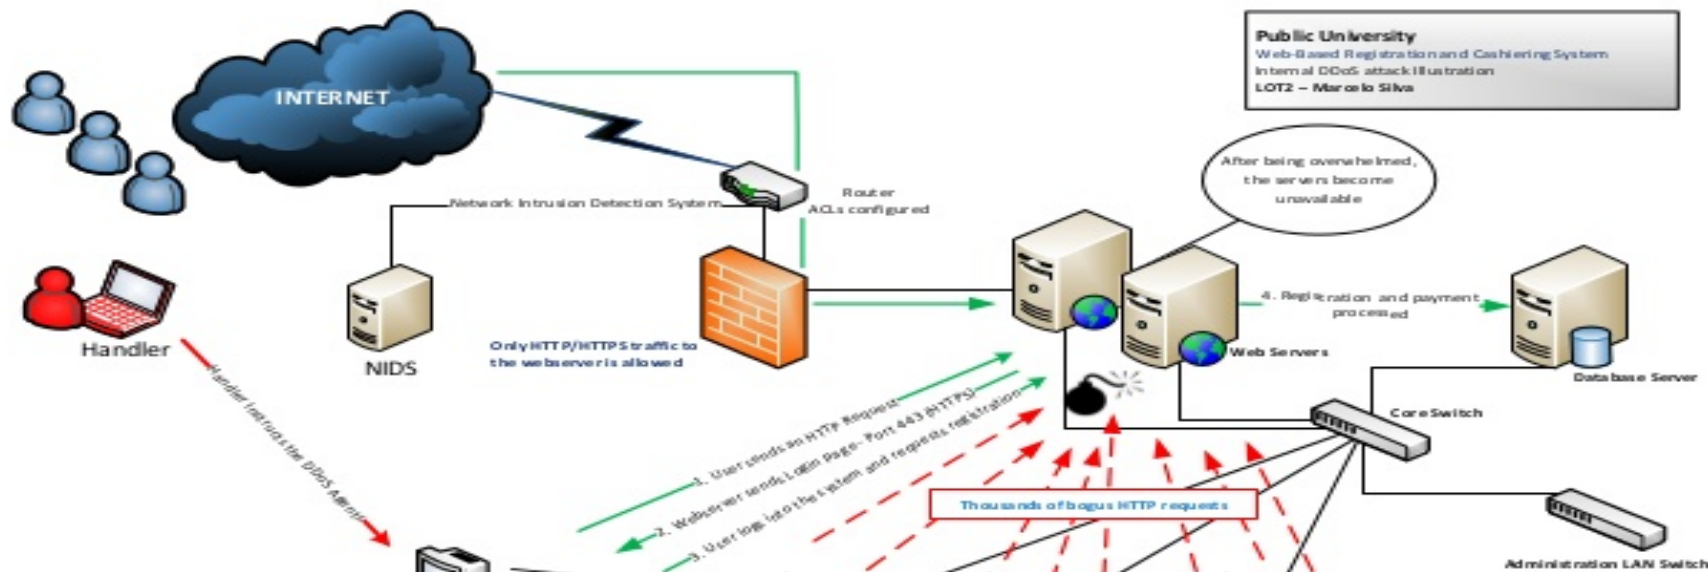 INTERNET
Public University
Web-Based Registration and Cashiering System
Internal DDoS attack Illustration
LOT2 – Marcelo Silva
After being overwhelmed,
the servers become
unavailable
Network Intrusion Detection System
Router
ACLs configured
Handler
NIDS
Only HTTP/HTTPS traffic to
the webserver is allowed
4. Registration and payment
processed
Web Servers
Database Server
Core Switch
Handler instructs the DDoS Agent
1. User sends an HTTP Request
2. Webserver sends Login Page- Port 443 (HTTPS)
3. User logs into the system and requests registration
Thousands of bogus HTTP requests
Administration LAN Switch